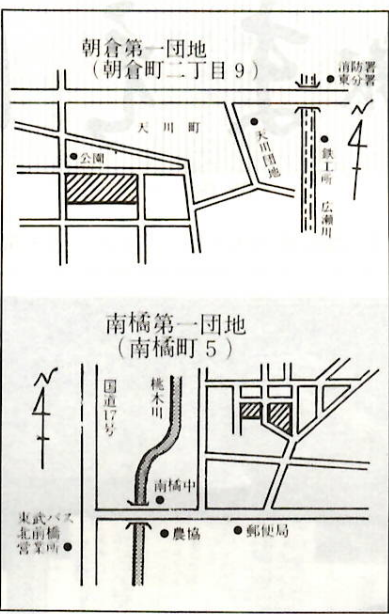 朝倉第一団地
(朝倉町二丁目9)
消防署
東分署
天川町
天川団地
鉄工所
広瀬川
公園
N
南橘第一団地
(南橘町5)
N
国道17号
桃木川
南橘中
東武バス
北前橋
営業所
農協
郵便局